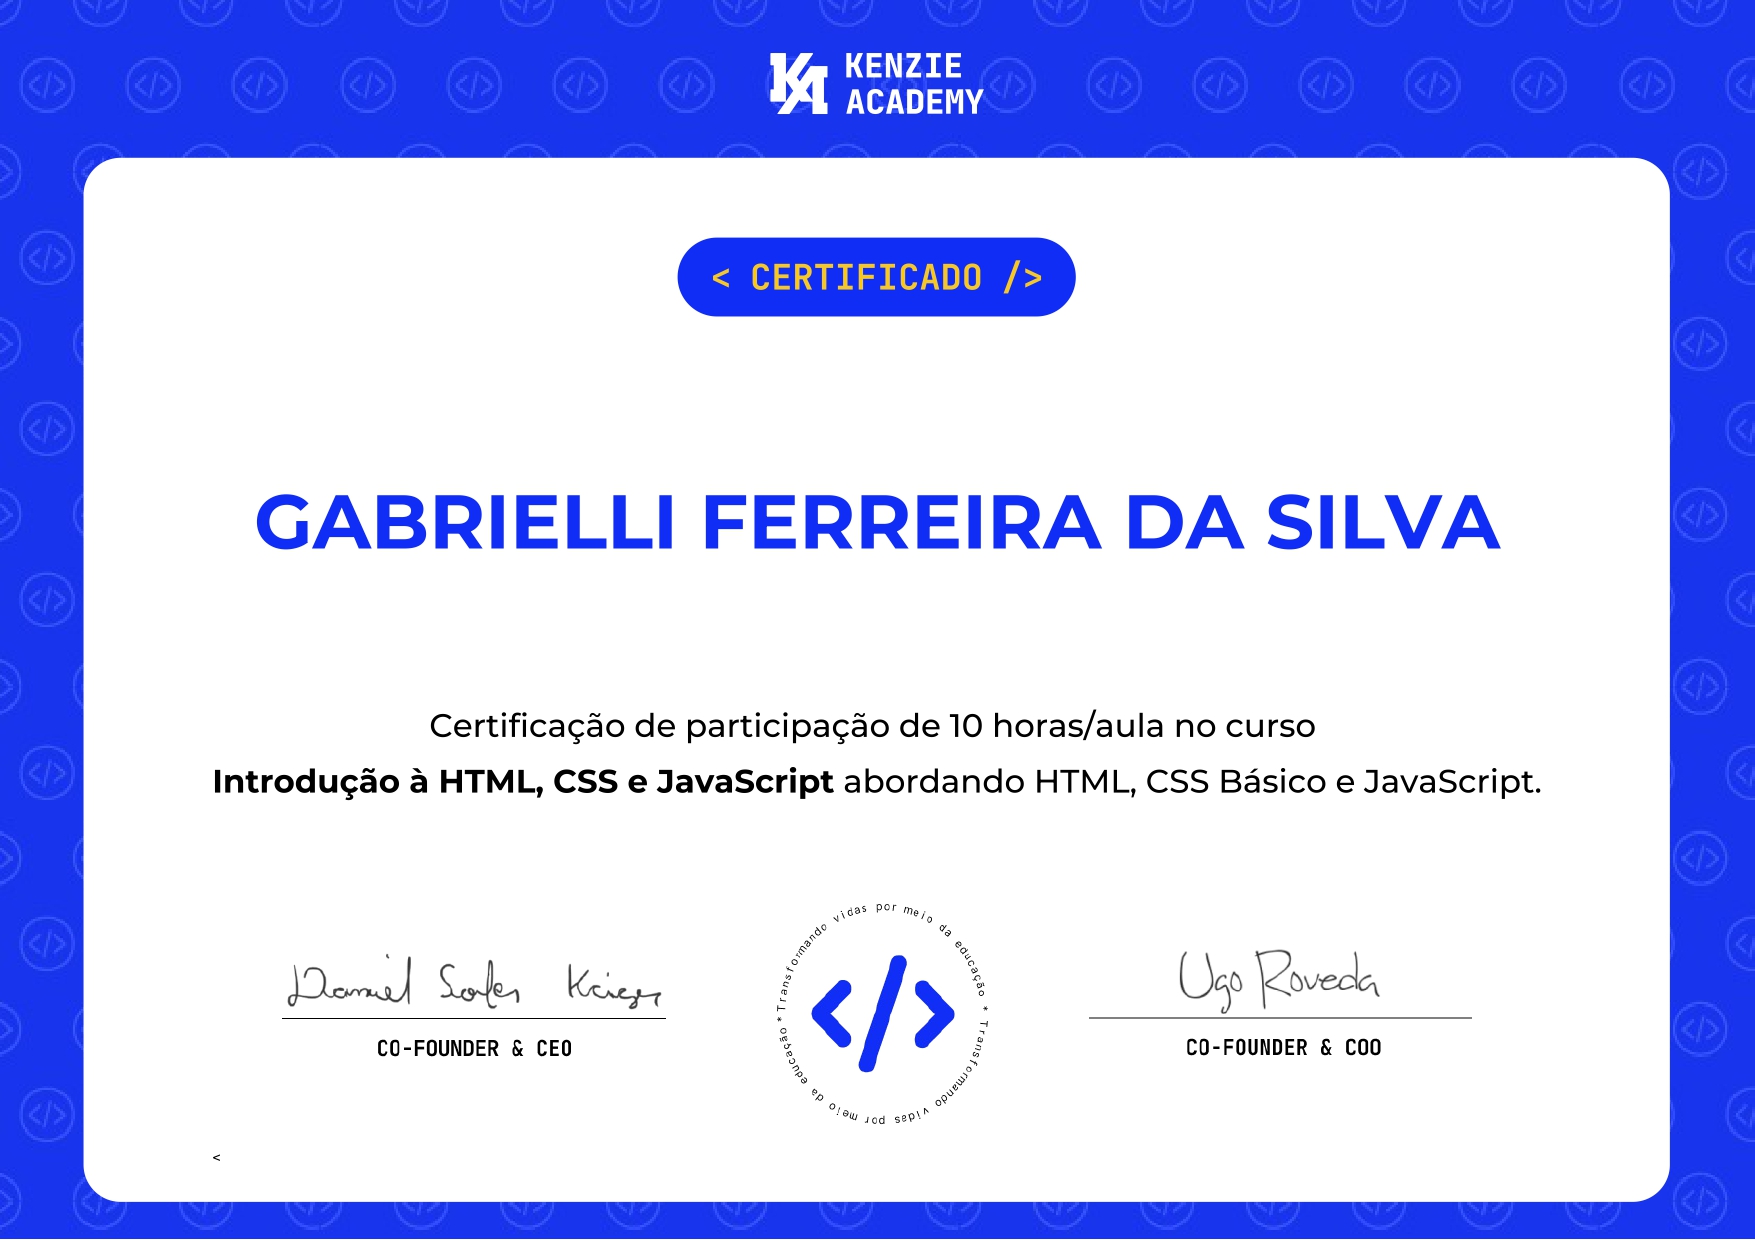 KENZIE
ACADEMY
< CERTIFICADO />
GABRIELLI FERREIRA DA SILVA
Certificação de participação de 10 horas/aula no curso
Introdução à HTML, CSS e JavaScript abordando HTML, CSS Básico e JavaScript.
Daniel Sales Krieger
CO-FOUNDER & CEO
</>
Transformando vidas por meio da educação * Transformando vidas por meio da educação *
Ugo Roveda
CO-FOUNDER & COO
<